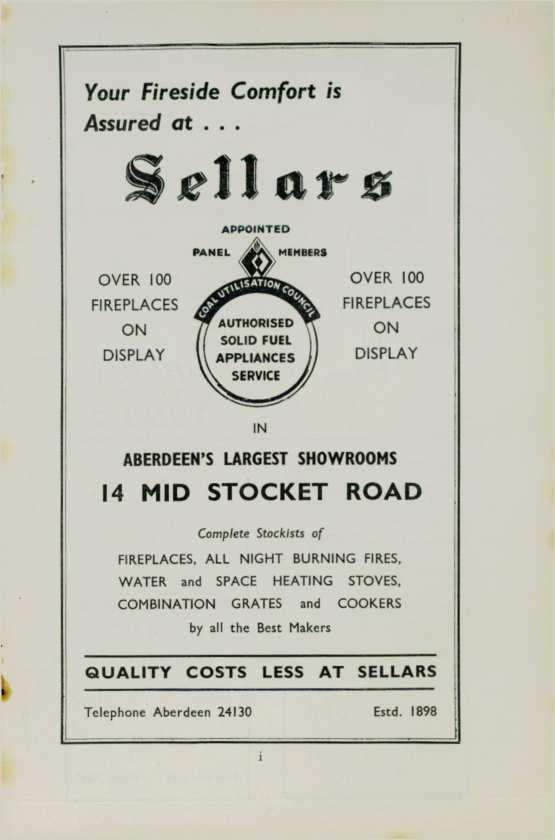 Your Fireside Comfort is
Assured at . . .
Sellars
APPOINTED
PANEL MEMBERS
COAL UTILISATION COUNCIL
AUTHORISED
SOLID FUEL
APPLIANCES
SERVICE
OVER 100
FIREPLACES
ON
DISPLAY
OVER 100
FIREPLACES
ON
DISPLAY
IN
ABERDEEN'S LARGEST SHOWROOMS
14 MID STOCKET ROAD
Complete Stockists of
FIREPLACES, ALL NIGHT BURNING FIRES,
WATER and SPACE HEATING STOVES,
COMBINATION GRATES and COOKERS
by all the Best Makers
QUALITY COSTS LESS AT SELLARS
Telephone Aberdeen 24130 Estd. 1898
i